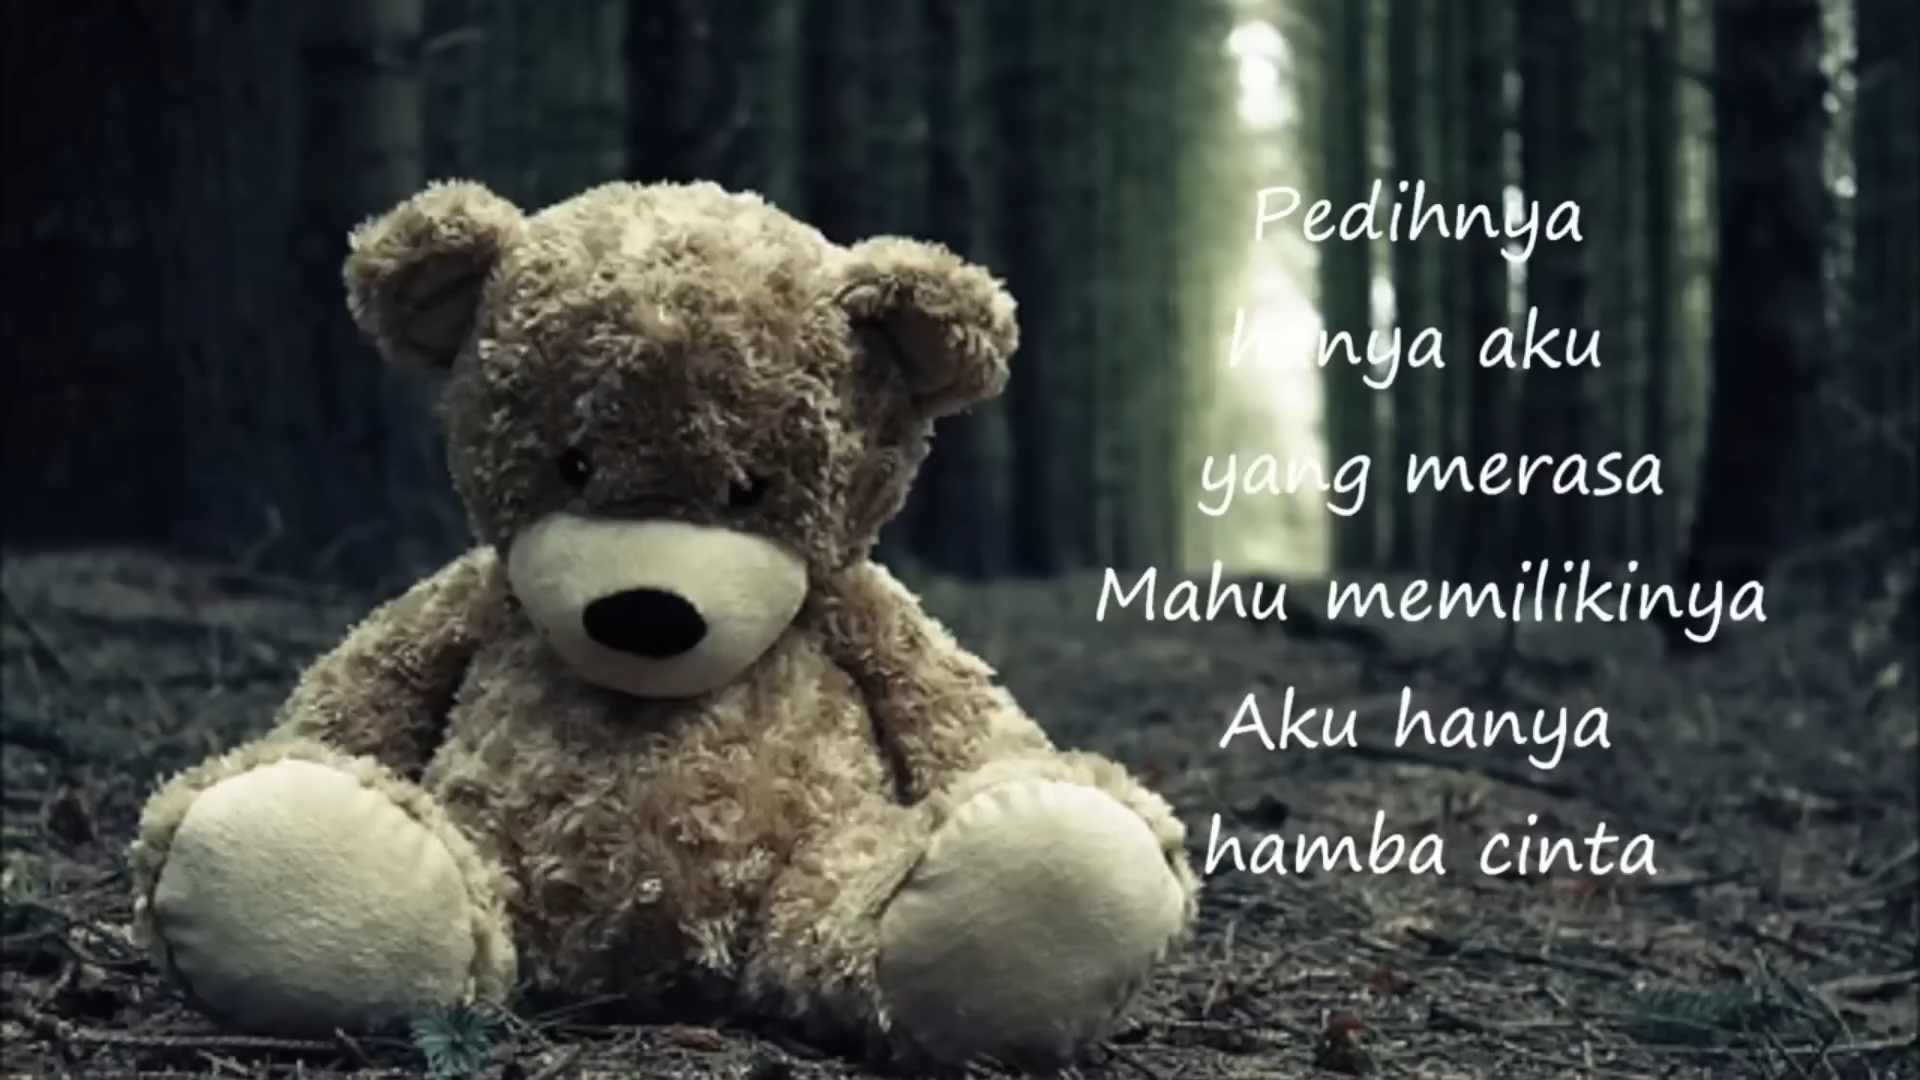 Pedihnya
hanya aku
yang merasa
Mahu memilikinya
Aku hanya
hamba cinta